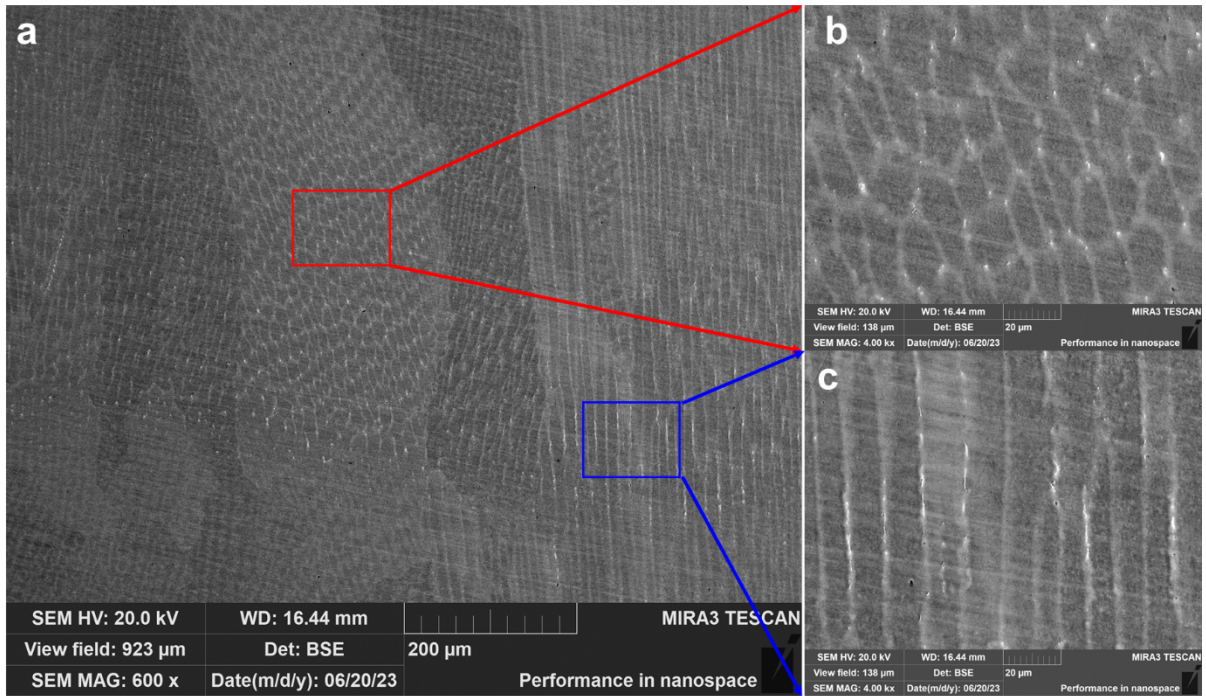 a
SEM HV: 20.0 kV WD: 16.44 mm MIRA3 TESCAN
View field: 923 µm Det: BSE 200 µm
SEM MAG: 600 x Date(m/d/y): 06/20/23 Performance in nanospace
b
SEM HV: 20.0 kV WD: 16.44 mm MIRA3 TESCAN
View field: 138 µm Det: BSE 20 µm
SEM MAG: 4.00 kx Date(m/d/y): 06/20/23 Performance in nanospace
c
SEM HV: 20.0 kV WD: 16.44 mm MIRA3 TESCAN
View field: 138 µm Det: BSE 20 µm
SEM MAG: 4.00 kx Date(m/d/y): 06/20/23 Performance in nanospace